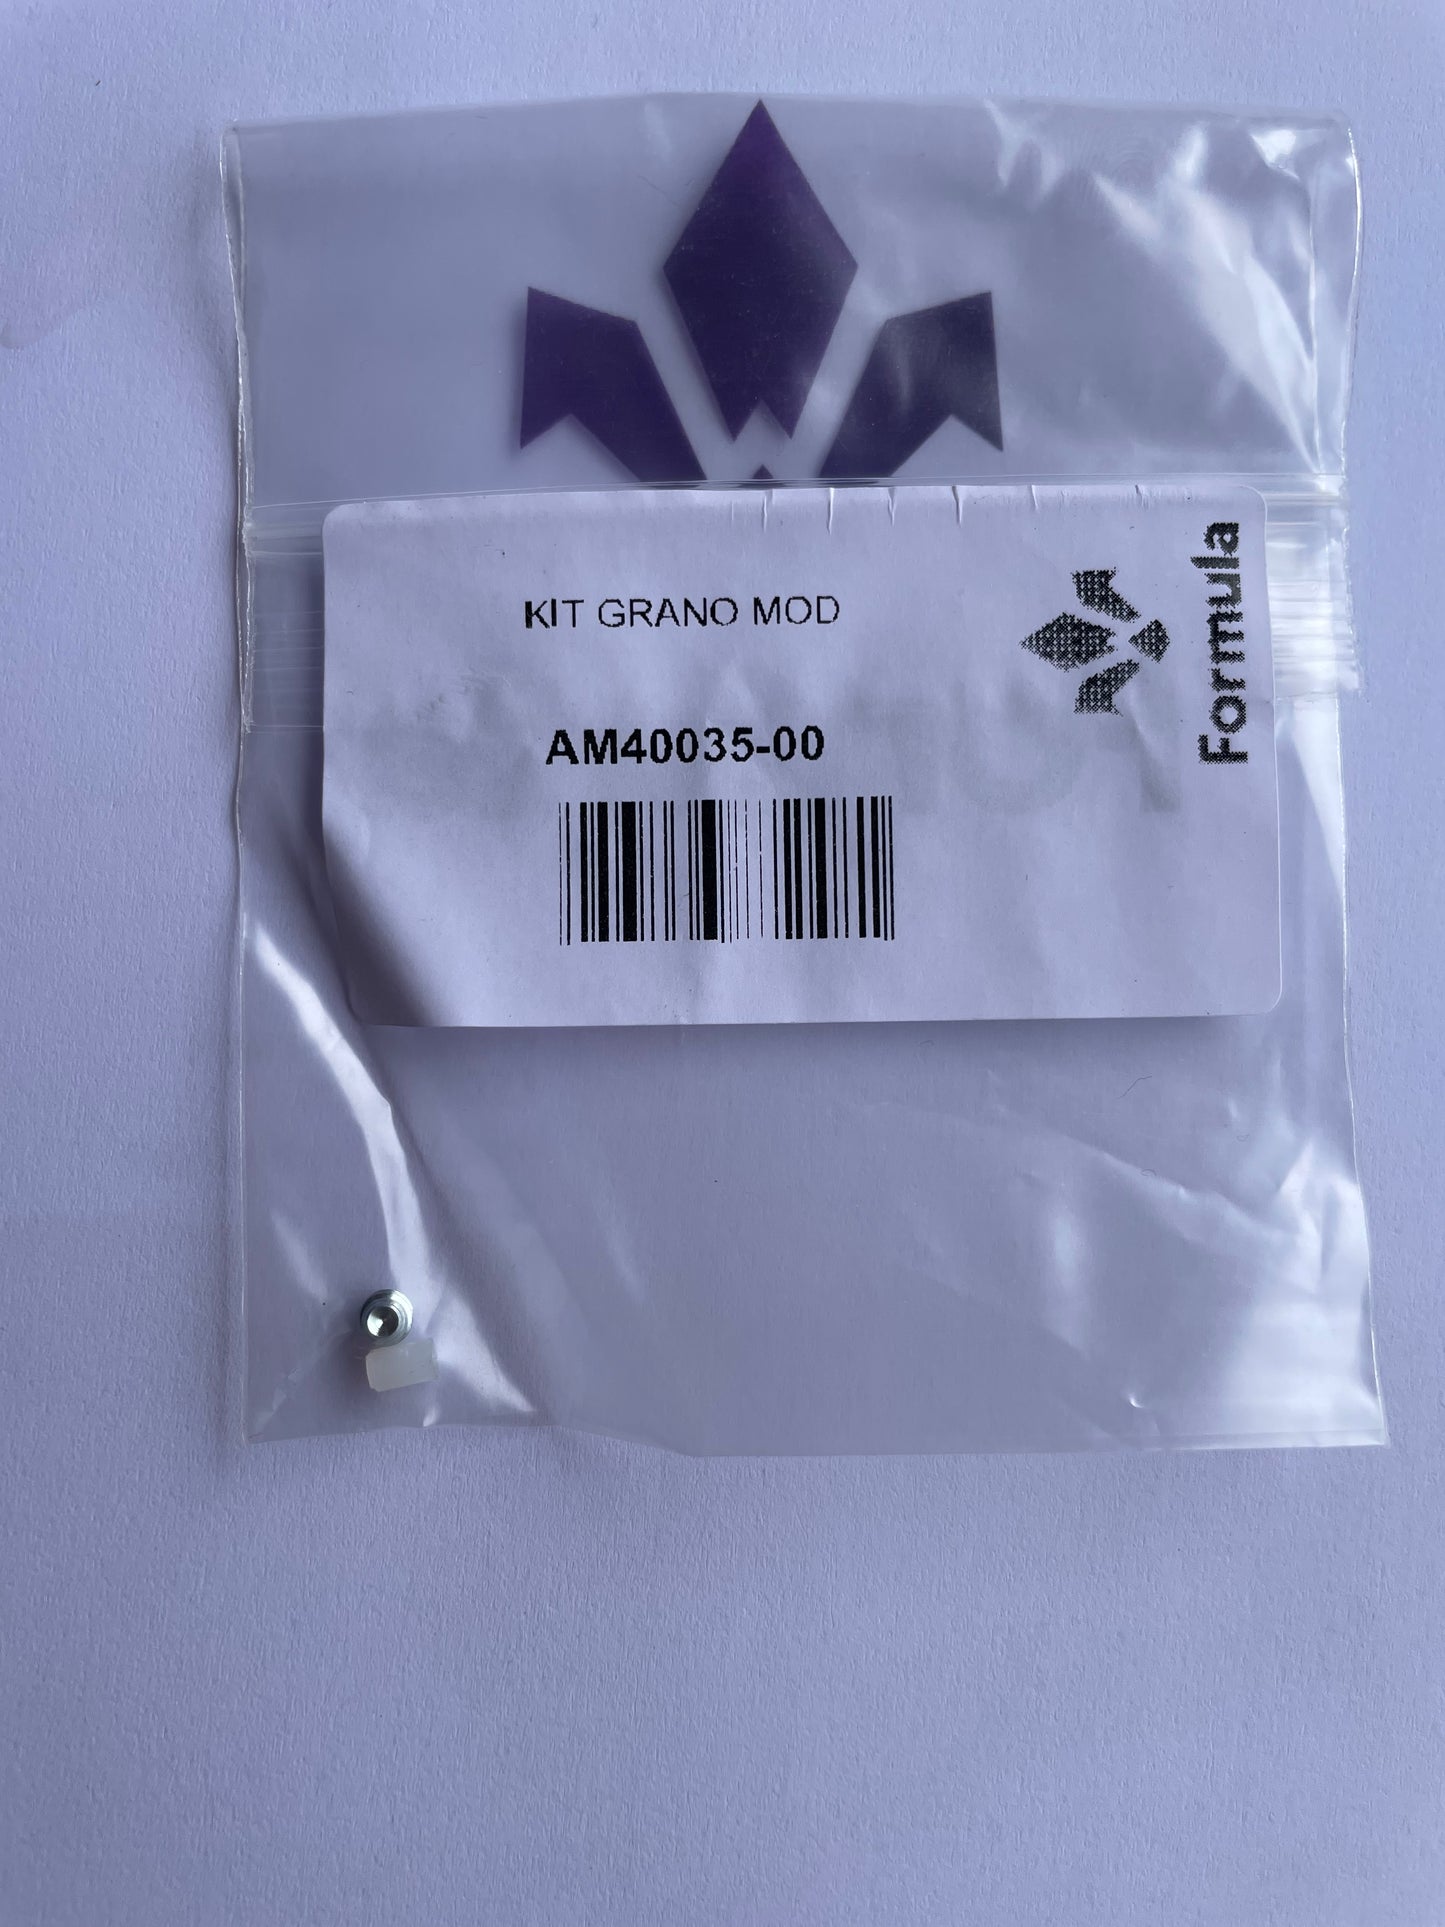 KIT GRANO MOD
AM40035-00
Formula